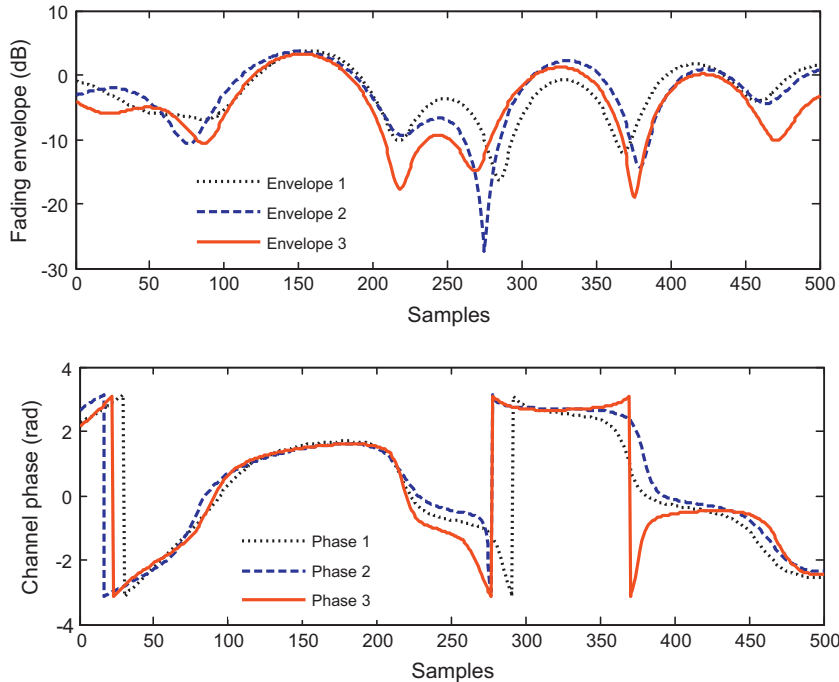 10
0
-10
-20
-30
Fading envelope (dB)
Envelope 1
Envelope 2
Envelope 3
0 50 100 150 200 250 300 350 400 450 500
Samples
4
2
0
-2
-4
Channel phase (rad)
Phase 1
Phase 2
Phase 3
0 50 100 150 200 250 300 350 400 450 500
Samples